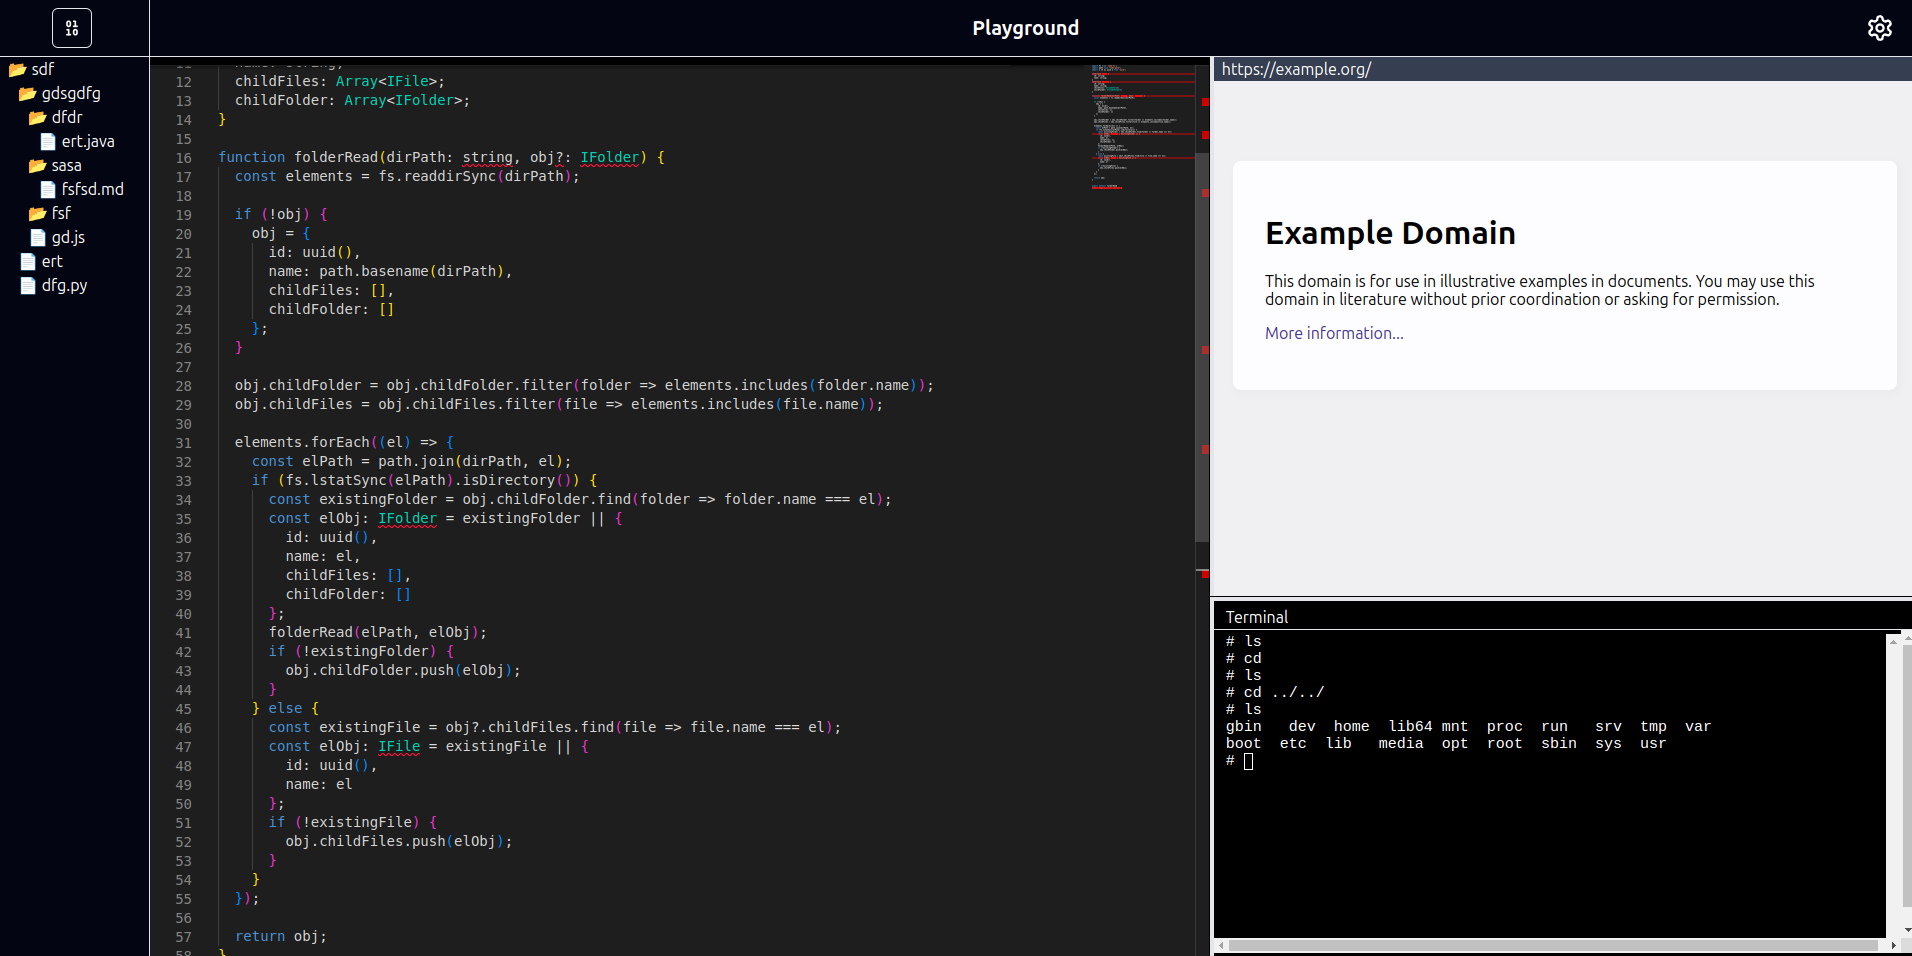 01
10
Playground
sdf
gdsgdfg
dfdr
ert.java
sasa
fsfsd.md
fsf
gd.js
ert
dfg.py
12 childFiles: Array<IFile>;
13 childFolder: Array<IFolder>;
14 }
15
16 function folderRead(dirPath: string, obj?: IFolder) {
17 const elements = fs.readdirSync(dirPath);
18
19 if (!obj) {
20 obj = {
21 id: uuid(),
22 name: path.basename(dirPath),
23 childFiles: [],
24 childFolder: []
25 };
26 }
27
28 obj.childFolder = obj.childFolder.filter(folder => elements.includes(folder.name));
29 obj.childFiles = obj.childFiles.filter(file => elements.includes(file.name));
30
31 elements.forEach((el) => {
32 const elPath = path.join(dirPath, el);
33 if (fs.lstatSync(elPath).isDirectory()) {
34 const existingFolder = obj.childFolder.find(folder => folder.name === el);
35 const elObj: IFolder = existingFolder || {
36 id: uuid(),
37 name: el,
38 childFiles: [],
39 childFolder: []
40 };
41 folderRead(elPath, elObj);
42 if (!existingFolder) {
43 obj.childFolder.push(elObj);
44 }
45 } else {
46 const existingFile = obj?.childFiles.find(file => file.name === el);
47 const elObj: IFile = existingFile || {
48 id: uuid(),
49 name: el
50 };
51 if (!existingFile) {
52 obj.childFiles.push(elObj);
53 }
54 }
55 });
56
57 return obj;
58 }
https://example.org/
Example Domain
This domain is for use in illustrative examples in documents. You may use this
domain in literature without prior coordination or asking for permission.
More information...
Terminal
# ls
# cd
# ls
# cd ../../
# ls
gbin dev home lib64 mnt proc run srv tmp var
boot etc lib media opt root sbin sys usr
#